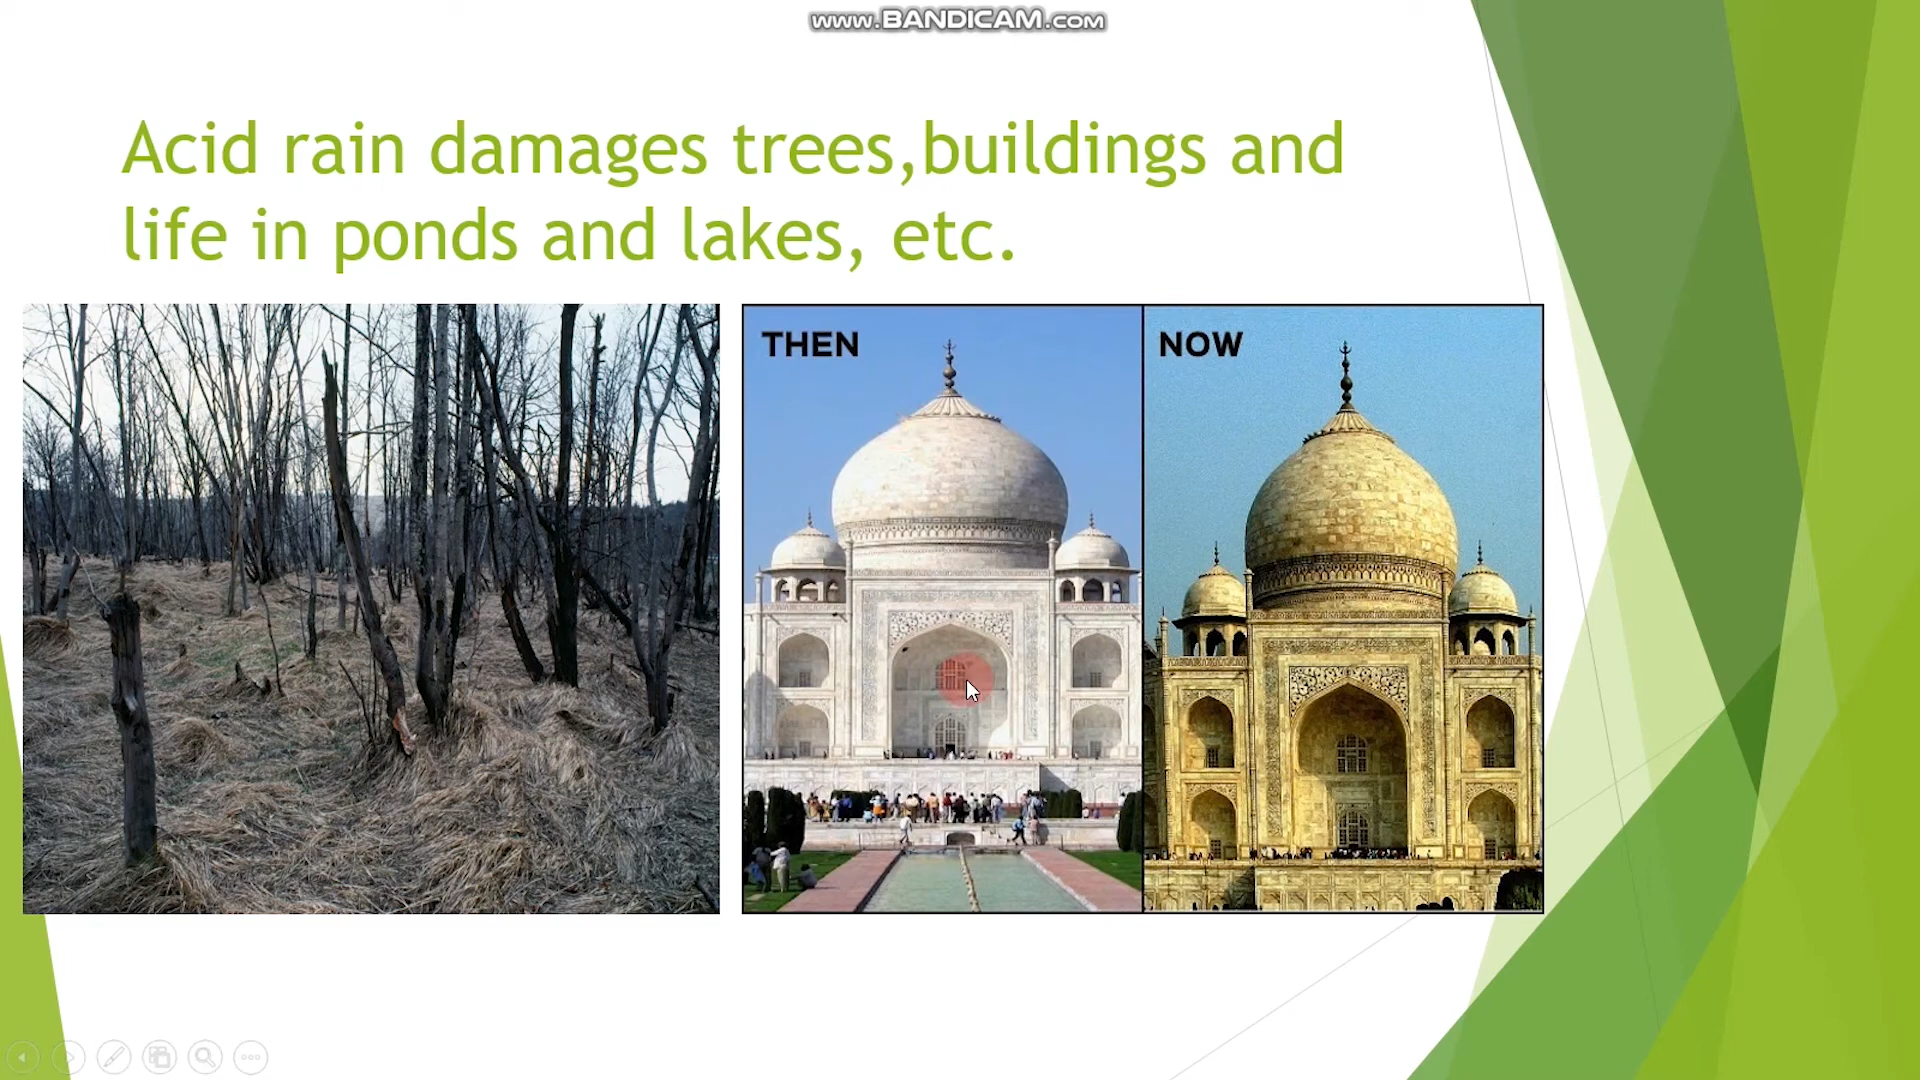 www.BANDICAM.com
Acid rain damages trees,buildings and
life in ponds and lakes, etc.
THEN
NOW